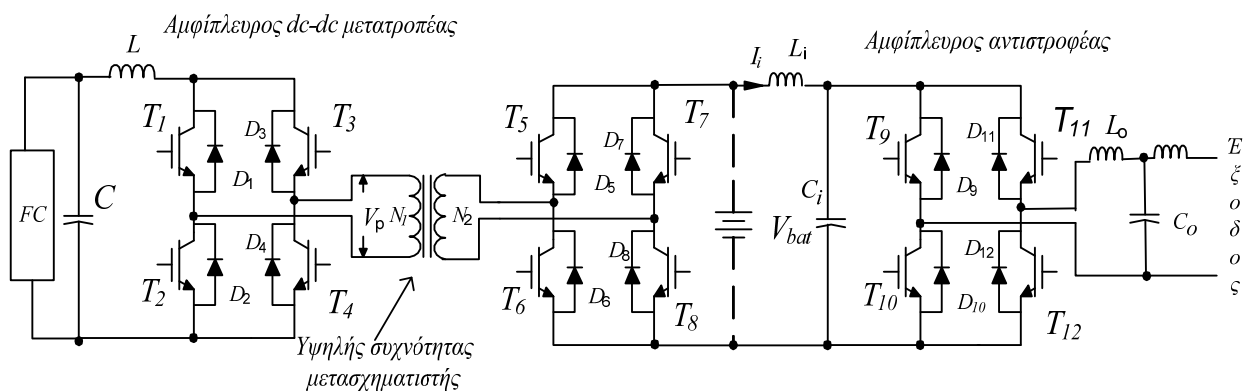 Αμφίπλευρος dc-dc μετατροπέας
Αμφίπλευρος αντιστροφέας
L
I_i
L_i
T_1
D_3
T_3
T_5
D_7
T_7
T_9
D_11
T_11
L_o
FC
C
D_1
V_p
N_1
N_2
D_5
V_bat
C_i
D_9
C_o
T_2
D_4
D_2
T_4
T_6
D_8
D_6
T_8
T_10
D_12
D_10
T_12
Έξοδος
Υψηλής συχνότητας
μετασχηματιστής